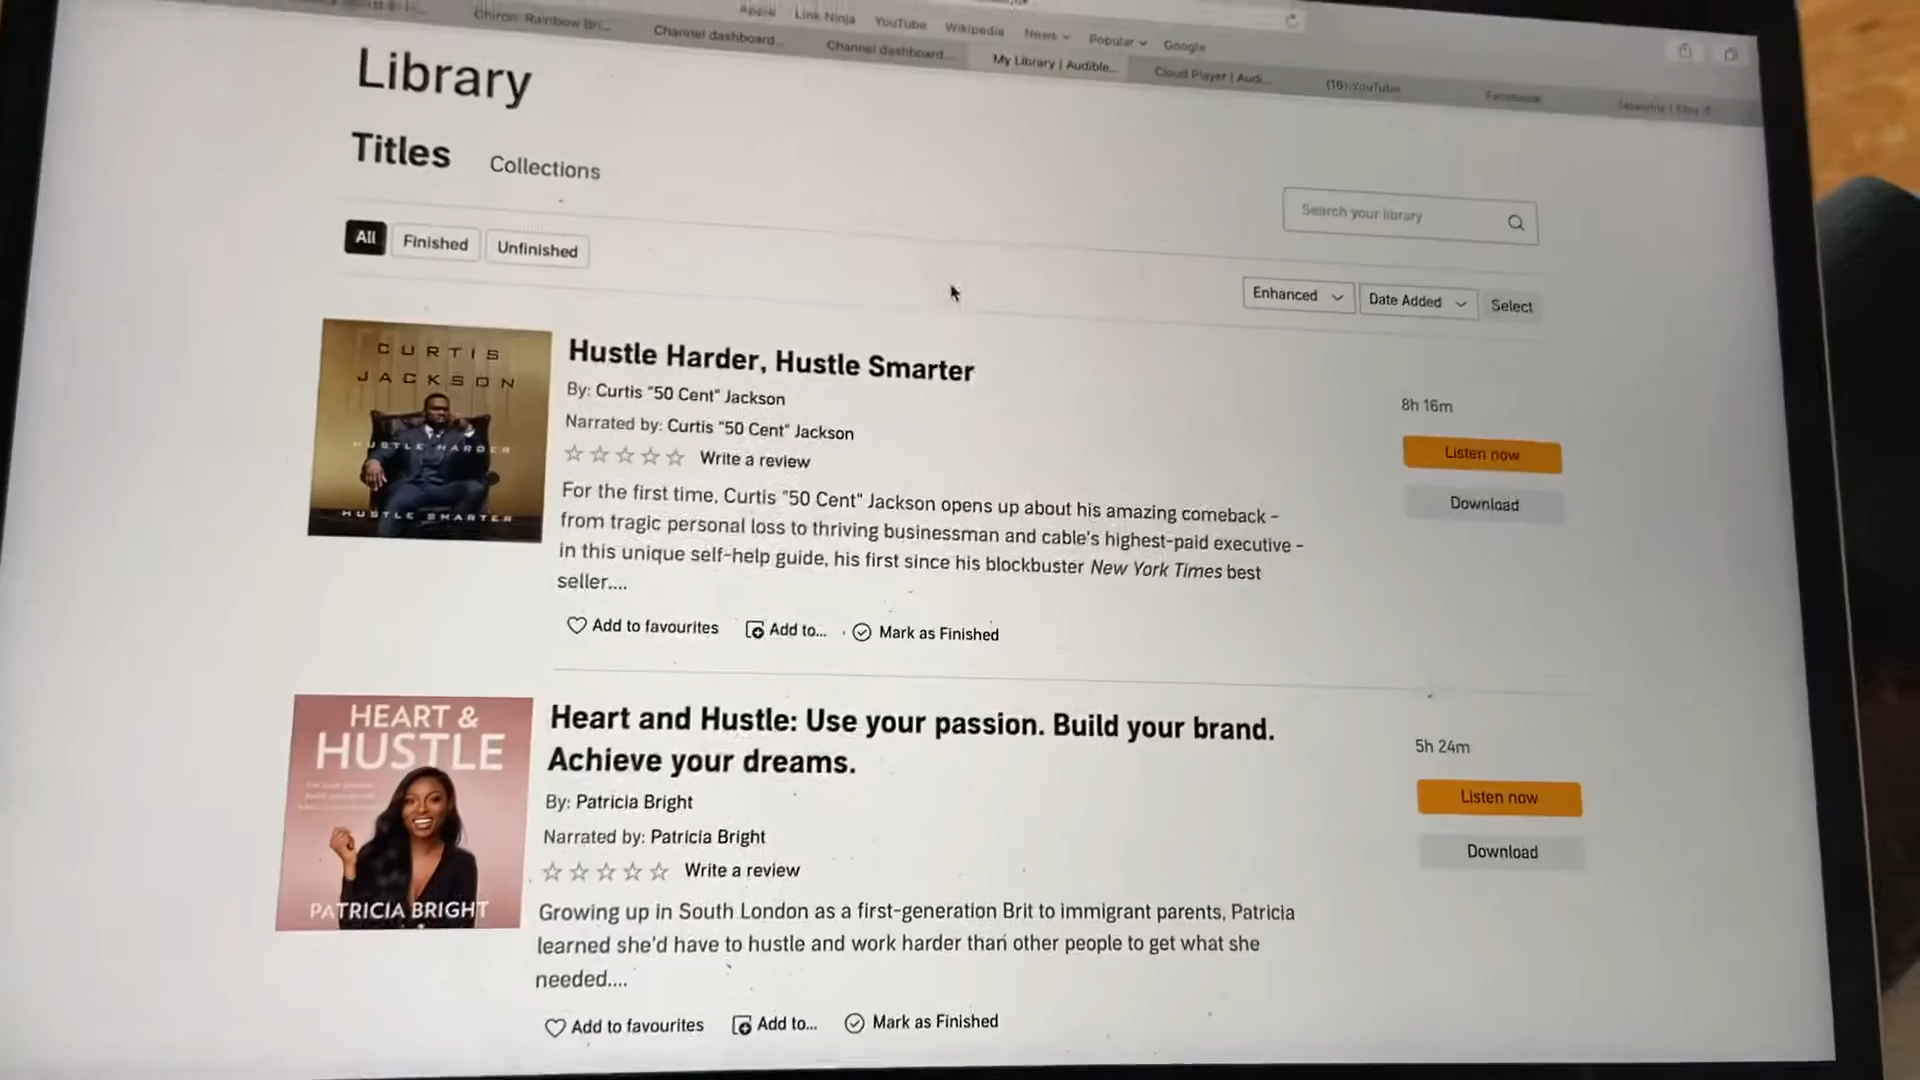 Apple Link Ninja YouTube Wikipedia News Popular Google
Chiron: Rainbow Bri... Channel dashboard... Channel dashboard... My Library | Audible... Cloud Player | Audi... (16) YouTube Facebook
Library
Titles Collections
Search your library
All Finished Unfinished
Enhanced Date Added Select
CURTIS
JACKSON
HUSTLE HARDER
HUSTLE SMARTER
Hustle Harder, Hustle Smarter
By: Curtis "50 Cent" Jackson
Narrated by: Curtis "50 Cent" Jackson
Write a review
For the first time, Curtis "50 Cent" Jackson opens up about his amazing comeback -
from tragic personal loss to thriving businessman and cable's highest-paid executive -
in this unique self-help guide, his first since his blockbuster New York Times best
seller....
Add to favourites Add to... Mark as Finished
8h 16m
Listen now
Download
HEART &
HUSTLE
PATRICIA BRIGHT
Heart and Hustle: Use your passion. Build your brand.
Achieve your dreams.
By: Patricia Bright
Narrated by: Patricia Bright
Write a review
Growing up in South London as a first-generation Brit to immigrant parents, Patricia
learned she'd have to hustle and work harder than other people to get what she
needed....
Add to favourites Add to... Mark as Finished
5h 24m
Listen now
Download